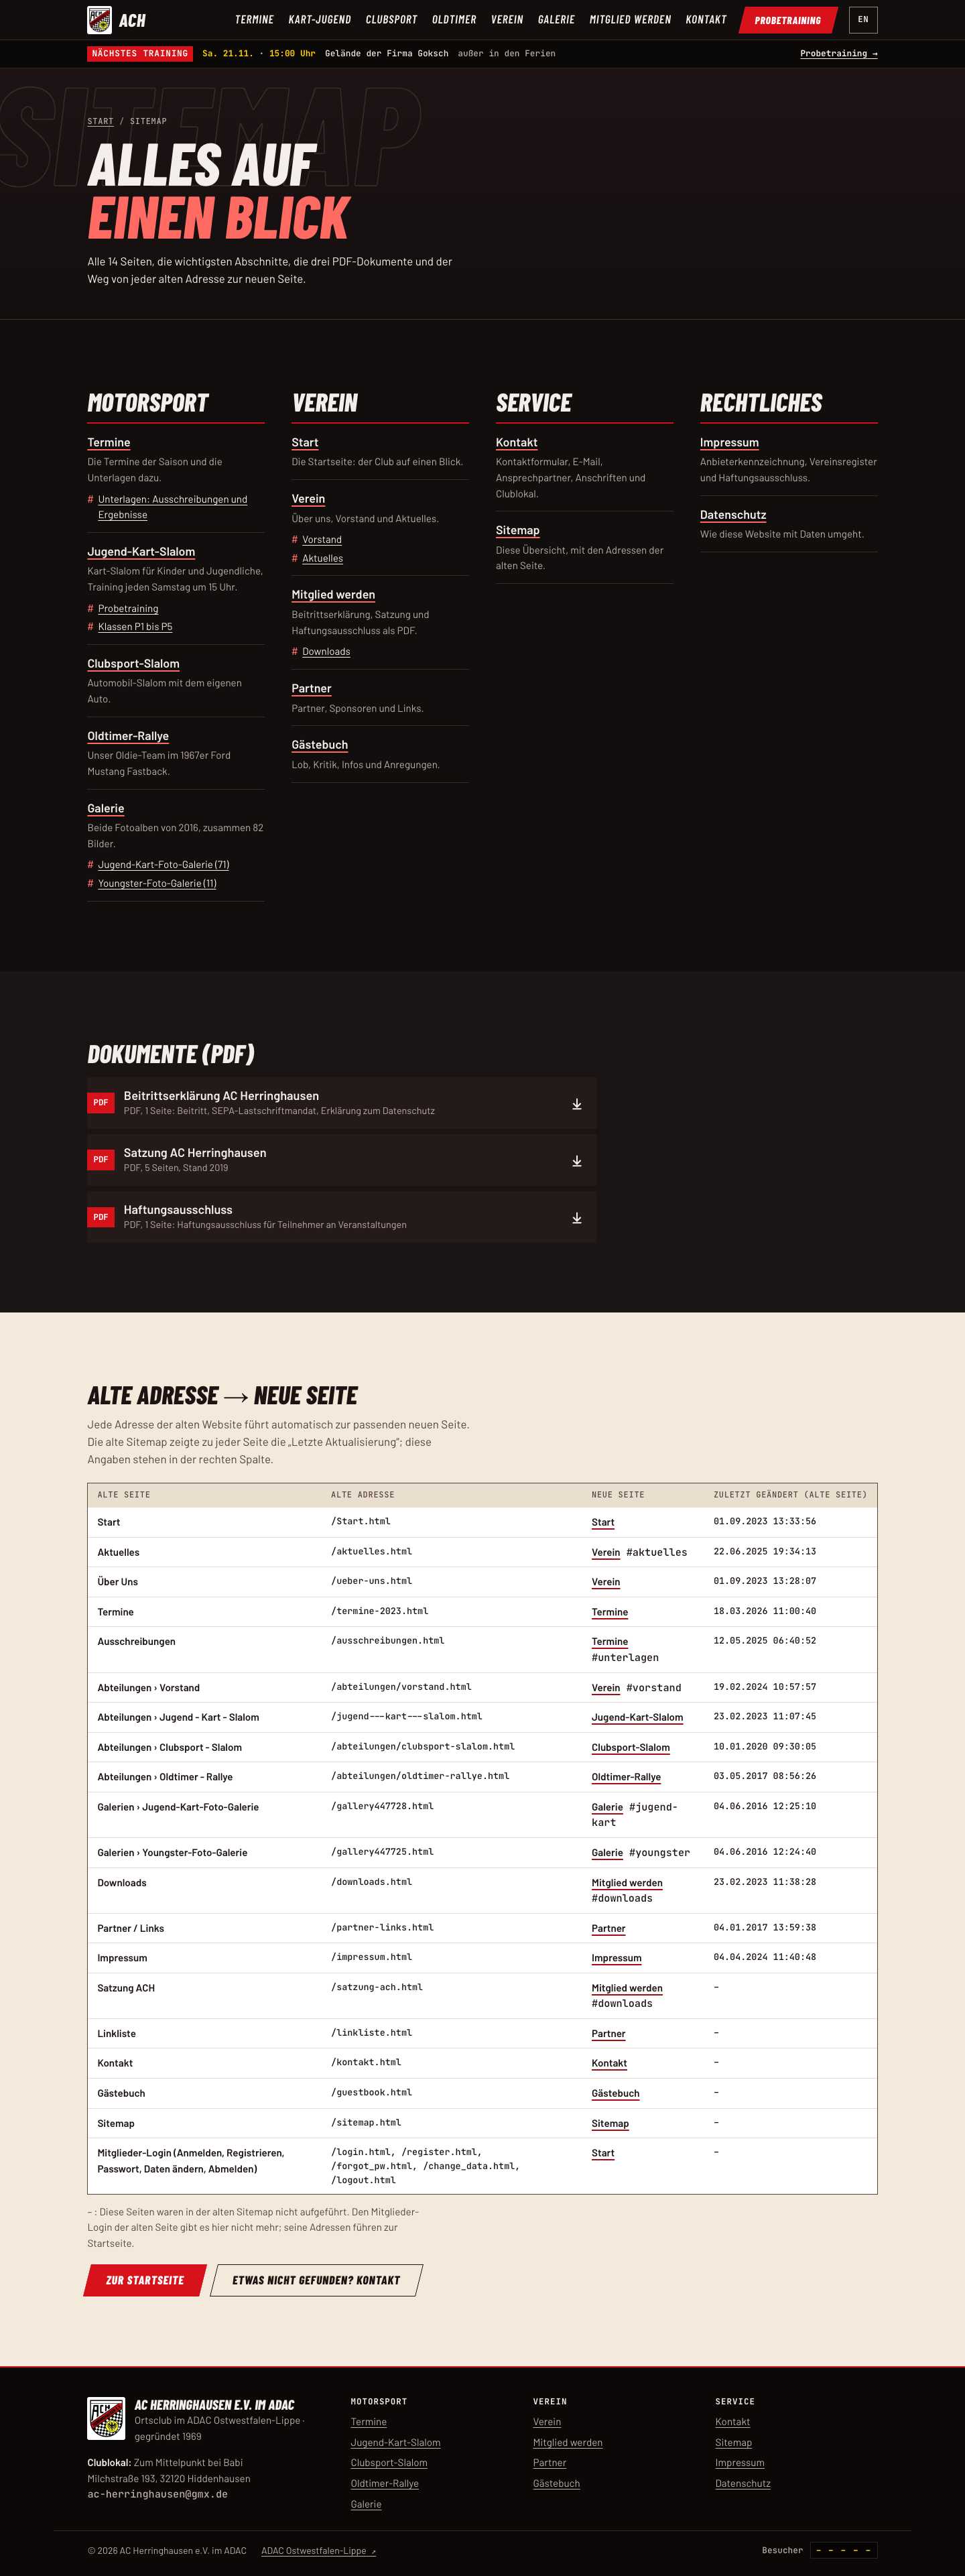 ACH
TERMINE KART-JUGEND CLUBSPORT OLDTIMER VEREIN GALERIE MITGLIED WERDEN KONTAKT PROBETRAINING EN
NÄCHSTES TRAINING Sa. 21.11. · 15:00 Uhr Gelände der Firma Goksch außer in den Ferien Probetraining →
SITEMAP
START / SITEMAP
ALLES AUF
EINEN BLICK
Alle 14 Seiten, die wichtigsten Abschnitte, die drei PDF-Dokumente und der
Weg von jeder alten Adresse zur neuen Seite.
MOTORSPORT
Termine
Die Termine der Saison und die
Unterlagen dazu.
# Unterlagen: Ausschreibungen und
Ergebnisse
Jugend-Kart-Slalom
Kart-Slalom für Kinder und Jugendliche,
Training jeden Samstag um 15 Uhr.
# Probetraining
# Klassen P1 bis P5
Clubsport-Slalom
Automobil-Slalom mit dem eigenen
Auto.
Oldtimer-Rallye
Unser Oldie-Team im 1967er Ford
Mustang Fastback.
Galerie
Beide Fotoalben von 2016, zusammen 82
Bilder.
# Jugend-Kart-Foto-Galerie (71)
# Youngster-Foto-Galerie (11)
VEREIN
Start
Die Startseite: der Club auf einen Blick.
Verein
Über uns, Vorstand und Aktuelles.
# Vorstand
# Aktuelles
Mitglied werden
Beitrittserklärung, Satzung und
Haftungsausschluss als PDF.
# Downloads
Partner
Partner, Sponsoren und Links.
Gästebuch
Lob, Kritik, Infos und Anregungen.
SERVICE
Kontakt
Kontaktformular, E-Mail,
Ansprechpartner, Anschriften und
Clublokal.
Sitemap
Diese Übersicht, mit den Adressen der
alten Seite.
RECHTLICHES
Impressum
Anbieterkennzeichnung, Vereinsregister
und Haftungsausschluss.
Datenschutz
Wie diese Website mit Daten umgeht.
DOKUMENTE (PDF)
PDF Beitrittserklärung AC Herringhausen
PDF, 1 Seite: Beitritt, SEPA-Lastschriftmandat, Erklärung zum Datenschutz
PDF Satzung AC Herringhausen
PDF, 5 Seiten, Stand 2019
PDF Haftungsausschluss
PDF, 1 Seite: Haftungsausschluss für Teilnehmer an Veranstaltungen
ALTE ADRESSE → NEUE SEITE
Jede Adresse der alten Website führt automatisch zur passenden neuen Seite.
Die alte Sitemap zeigte zu jeder Seite die „Letzte Aktualisierung“; diese
Angaben stehen in der rechten Spalte.
ALTE SEITE ALTE ADRESSE NEUE SEITE ZULETZT GEÄNDERT (ALTE SEITE)
Start /Start.html Start 01.09.2023 13:33:56
Aktuelles /aktuelles.html Verein #aktuelles 22.06.2025 19:34:13
Über Uns /ueber-uns.html Verein 01.09.2023 13:28:07
Termine /termine-2023.html Termine 18.03.2026 11:00:40
Ausschreibungen /ausschreibungen.html Termine 12.05.2025 06:40:52
#unterlagen
Abteilungen › Vorstand /abteilungen/vorstand.html Verein #vorstand 19.02.2024 10:57:57
Abteilungen › Jugend - Kart - Slalom /jugend---kart---slalom.html Jugend-Kart-Slalom 23.02.2023 11:07:45
Abteilungen › Clubsport - Slalom /abteilungen/clubsport-slalom.html Clubsport-Slalom 10.01.2020 09:30:05
Abteilungen › Oldtimer - Rallye /abteilungen/oldtimer-rallye.html Oldtimer-Rallye 03.05.2017 08:56:26
Galerien › Jugend-Kart-Foto-Galerie /gallery447728.html Galerie #jugend- 04.06.2016 12:25:10
kart
Galerien › Youngster-Foto-Galerie /gallery447725.html Galerie #youngster 04.06.2016 12:24:40
Downloads /downloads.html Mitglied werden 23.02.2023 11:38:28
#downloads
Partner / Links /partner-links.html Partner 04.01.2017 13:59:38
Impressum /impressum.html Impressum 04.04.2024 11:40:48
Satzung ACH /satzung-ach.html Mitglied werden –
#downloads
Linkliste /linkliste.html Partner –
Kontakt /kontakt.html Kontakt –
Gästebuch /guestbook.html Gästebuch –
Sitemap /sitemap.html Sitemap –
Mitglieder-Login (Anmelden, Registrieren, /login.html, /register.html, Start –
Passwort, Daten ändern, Abmelden) /forgot_pw.html, /change_data.html,
/logout.html
– : Diese Seiten waren in der alten Sitemap nicht aufgeführt. Den Mitglieder-
Login der alten Seite gibt es hier nicht mehr; seine Adressen führen zur
Startseite.
ZUR STARTSEITE ETWAS NICHT GEFUNDEN? KONTAKT
ACH
AC HERRINGHAUSEN E.V. IM ADAC
Ortsclub im ADAC Ostwestfalen-Lippe ·
gegründet 1969
Clublokal: Zum Mittelpunkt bei Babi
Milchstraße 193, 32120 Hiddenhausen
ac-herringhausen@gmx.de
MOTORSPORT
Termine
Jugend-Kart-Slalom
Clubsport-Slalom
Oldtimer-Rallye
Galerie
VEREIN
Verein
Mitglied werden
Partner
Gästebuch
SERVICE
Kontakt
Sitemap
Impressum
Datenschutz
© 2026 AC Herringhausen e.V. im ADAC ADAC Ostwestfalen-Lippe ↗ Besucher – – – – –